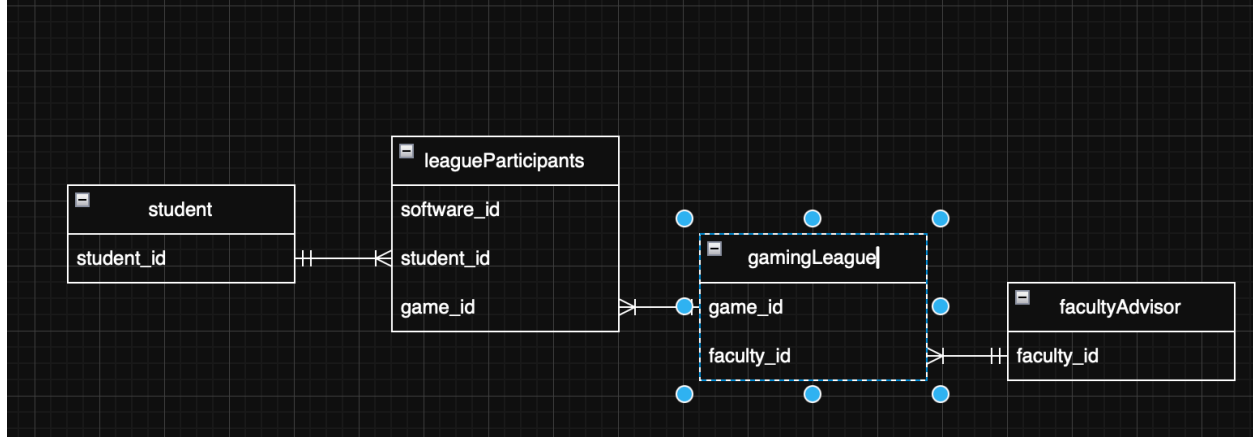 student
student_id
leagueParticipants
software_id
student_id
game_id
gamingLeague
game_id
faculty_id
facultyAdvisor
faculty_id